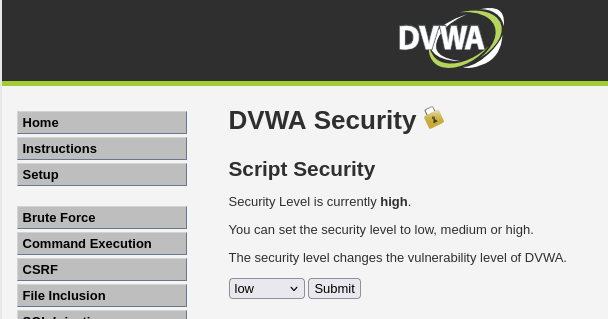 DVWA
Home
Instructions
Setup
Brute Force
Command Execution
CSRF
File Inclusion
DVWA Security
Script Security
Security Level is currently high.
You can set the security level to low, medium or high.
The security level changes the vulnerability level of DVWA.
low Submit